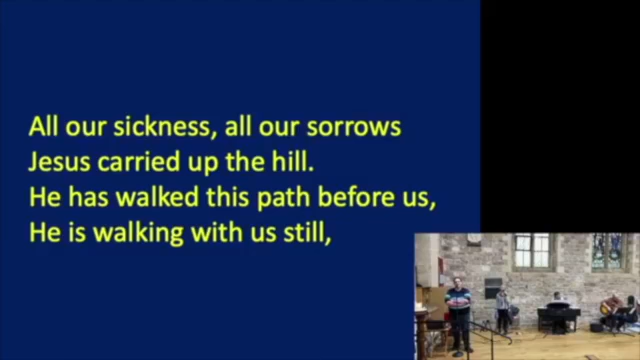 All our sickness, all our sorrows
Jesus carried up the hill.
He has walked this path before us,
He is walking with us still,